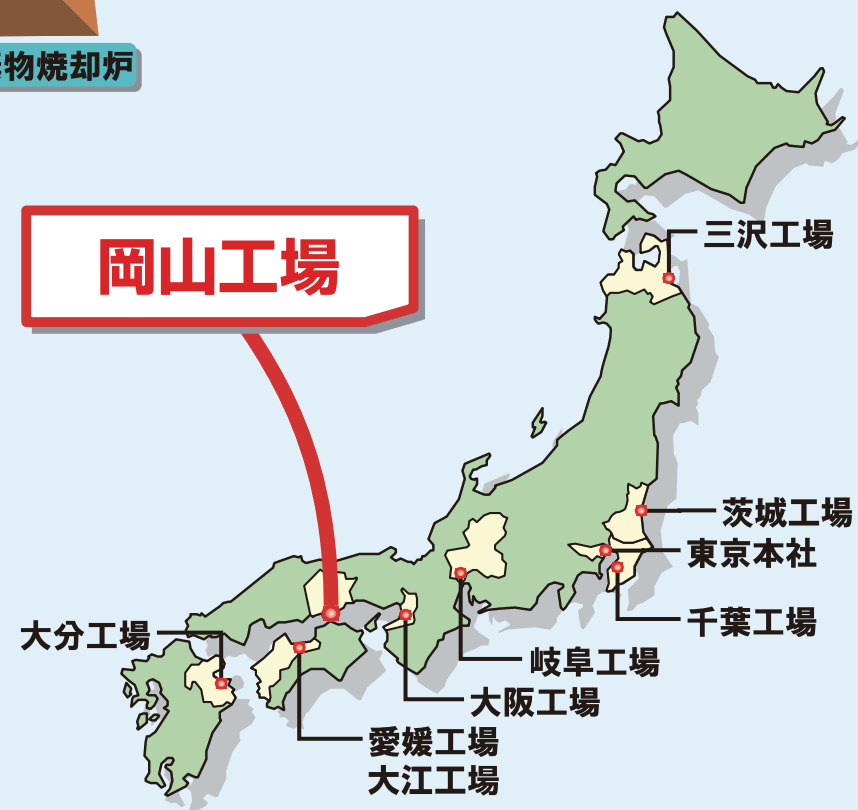 物焼却炉
岡山工場
三沢工場
茨城工場
東京本社
千葉工場
岐阜工場
大阪工場
愛媛工場
大江工場
大分工場